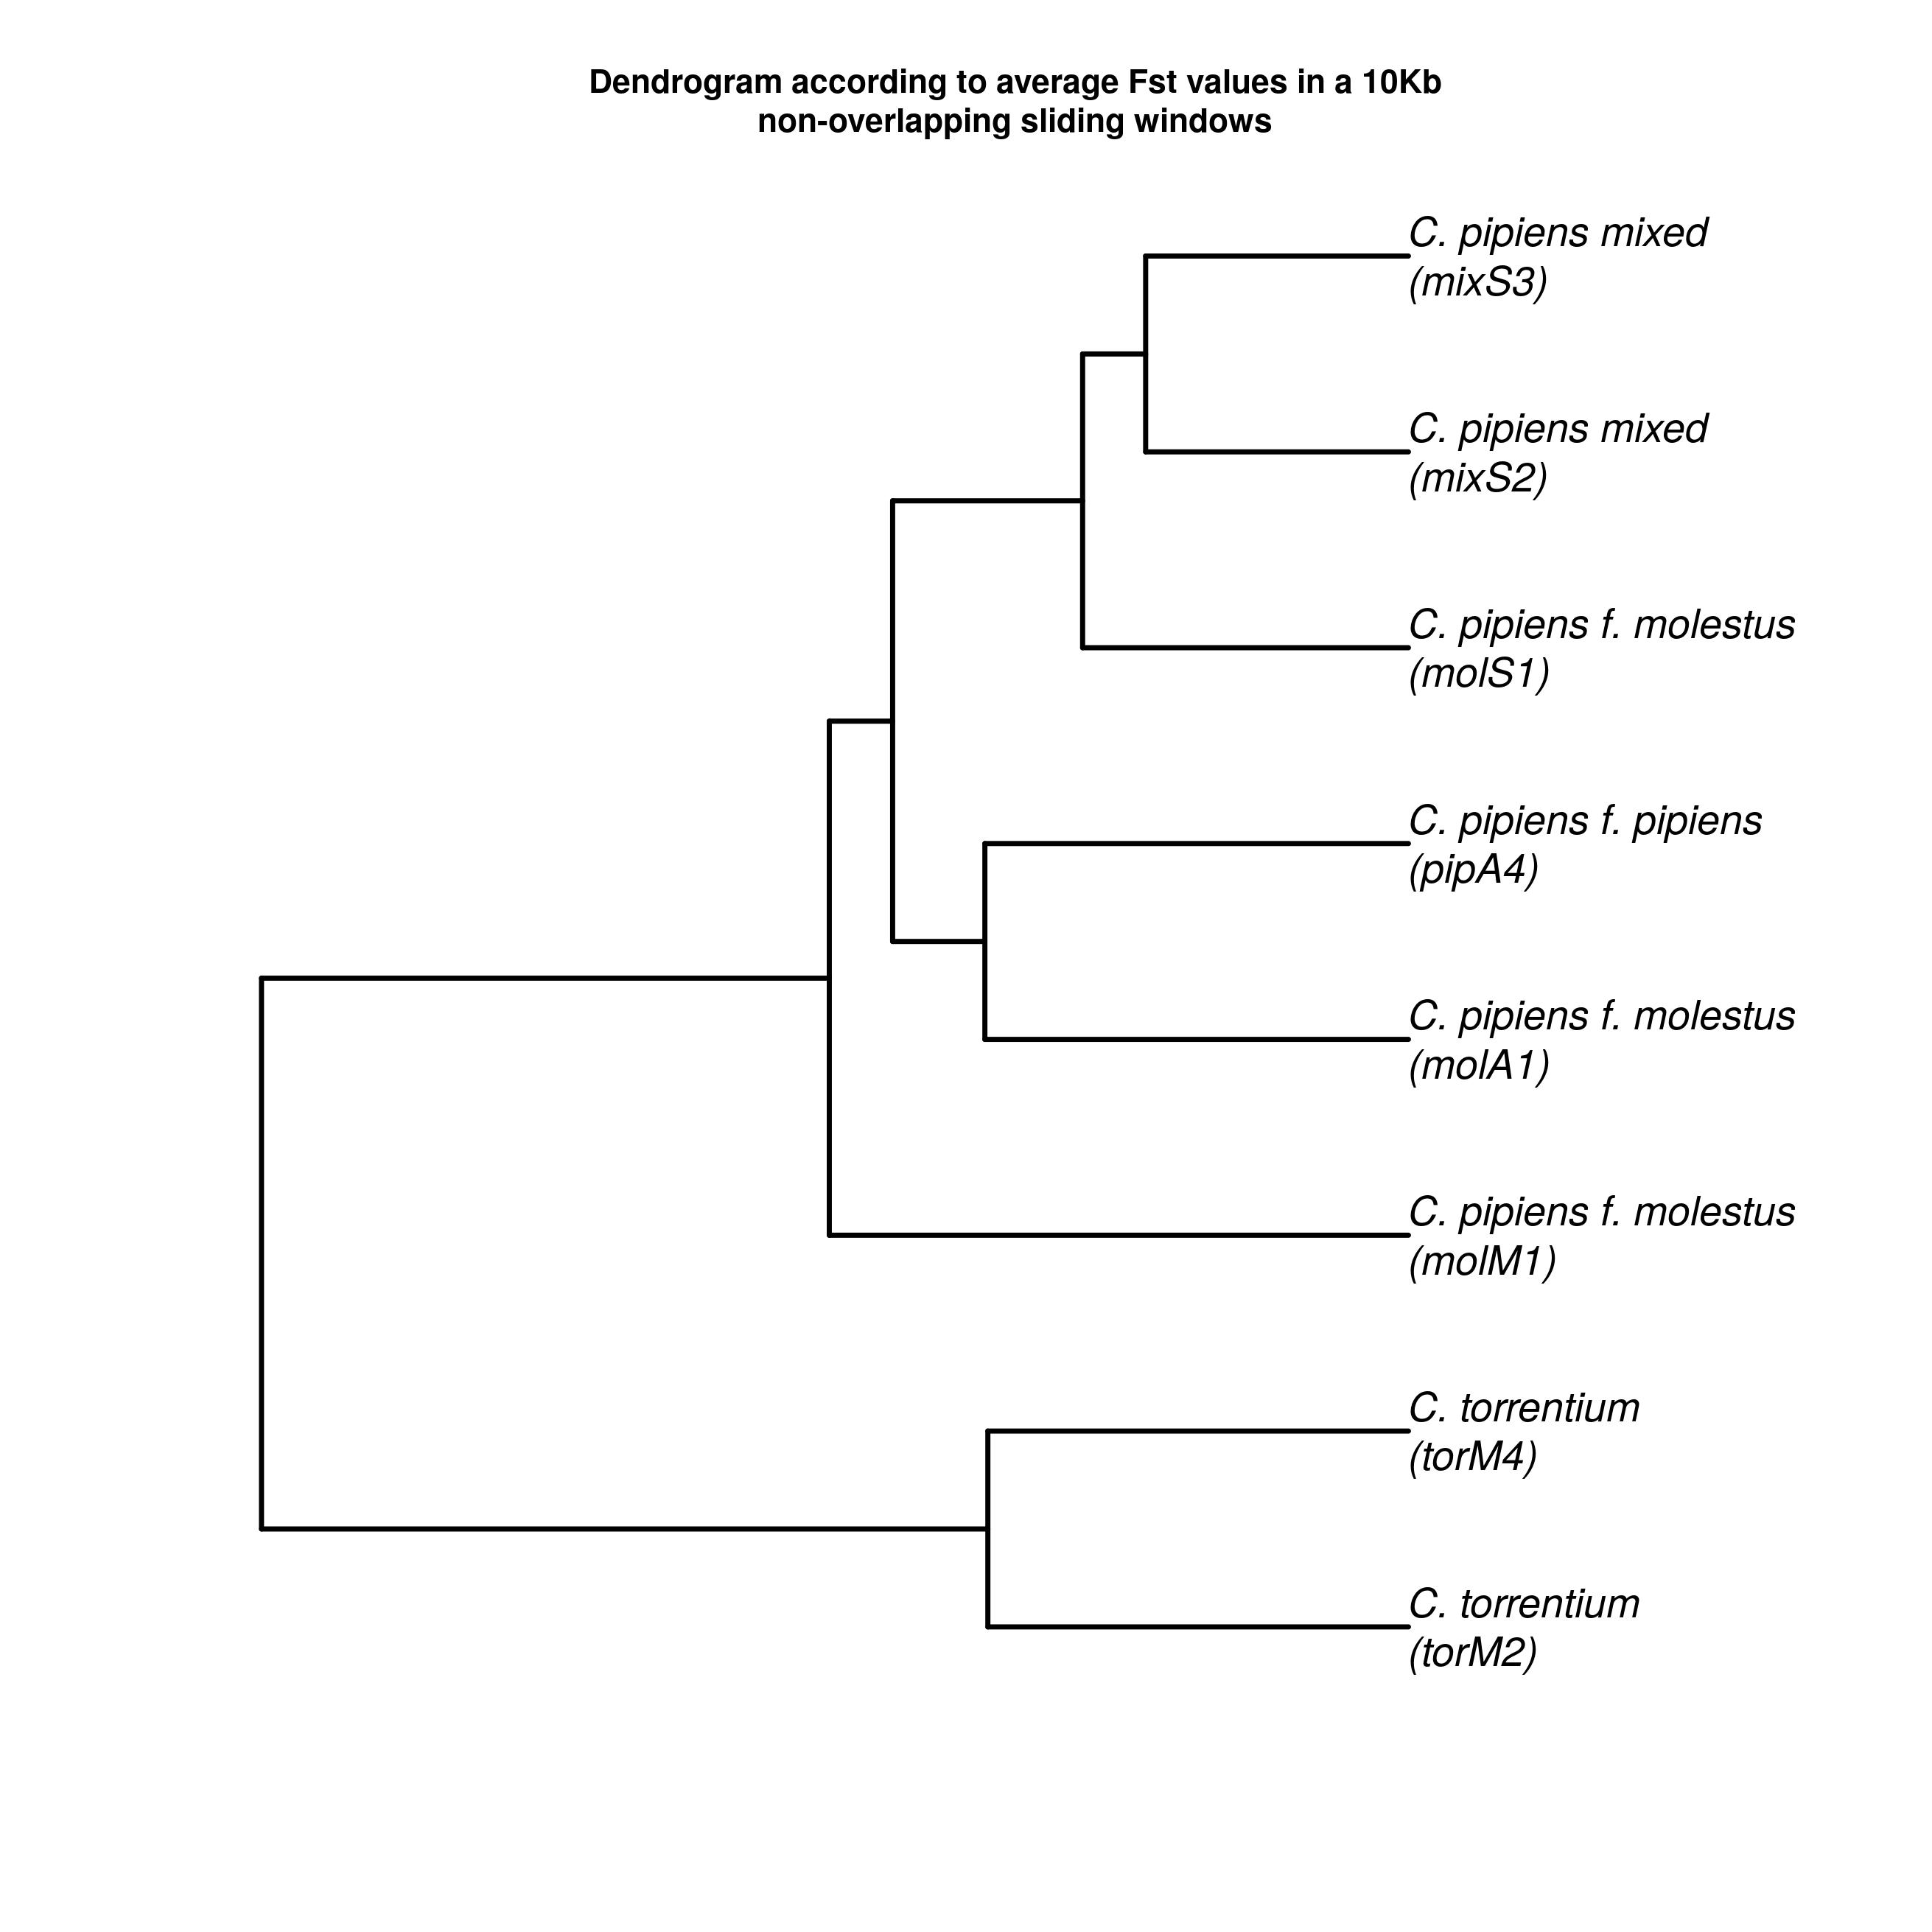 Dendrogram according to average Fst values in a 10Kb
non-overlapping sliding windows
C. pipiens mixed
(mixS3)
C. pipiens mixed
(mixS2)
C. pipiens f. molestus
(molS1)
C. pipiens f. pipiens
(pipA4)
C. pipiens f. molestus
(molA1)
C. pipiens f. molestus
(molM1)
C. torrentium
(torM4)
C. torrentium
(torM2)